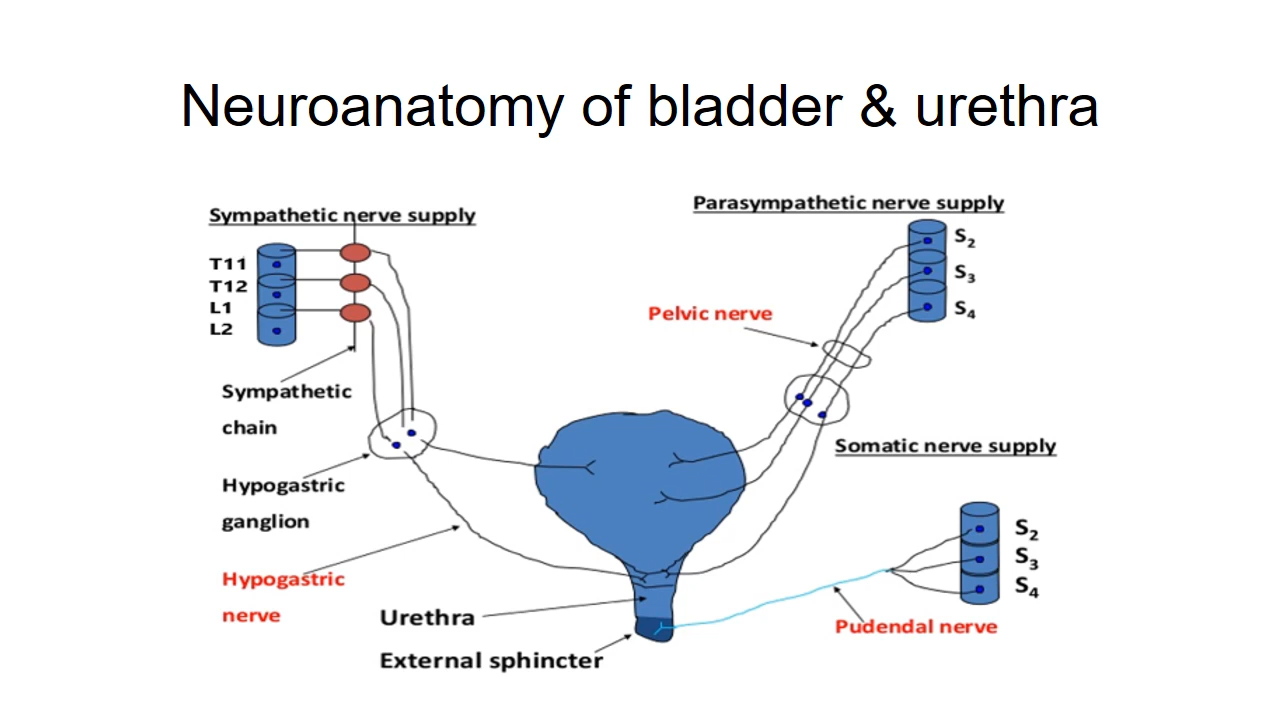 Neuroanatomy of bladder & urethra
Sympathetic nerve supply
T11
T12
L1
L2
Sympathetic
chain
Hypogastric
ganglion
Hypogastric
nerve
Urethra
External sphincter
Parasympathetic nerve supply
S2
S3
S4
Pelvic nerve
Somatic nerve supply
S2
S3
S4
Pudendal nerve